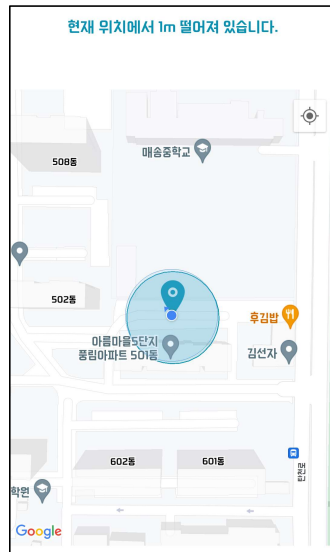 현재 위치에서 1m 떨어져 있습니다.
매송중학교
508동
502동
후김밥
아름마을5단지
풍림아파트 501동
김선자
602동
601동
학원
Google